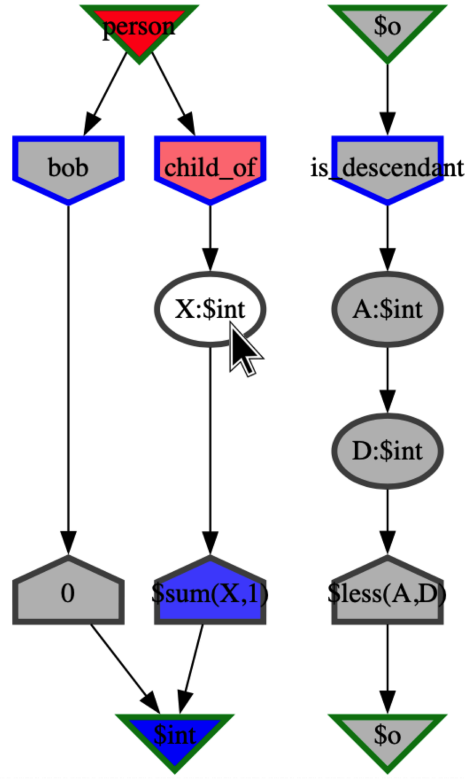 person $o
bob child_of is_descendant
X:$int A:$int
D:$int
0 $sum(X,1) $less(A,D)
$int $o